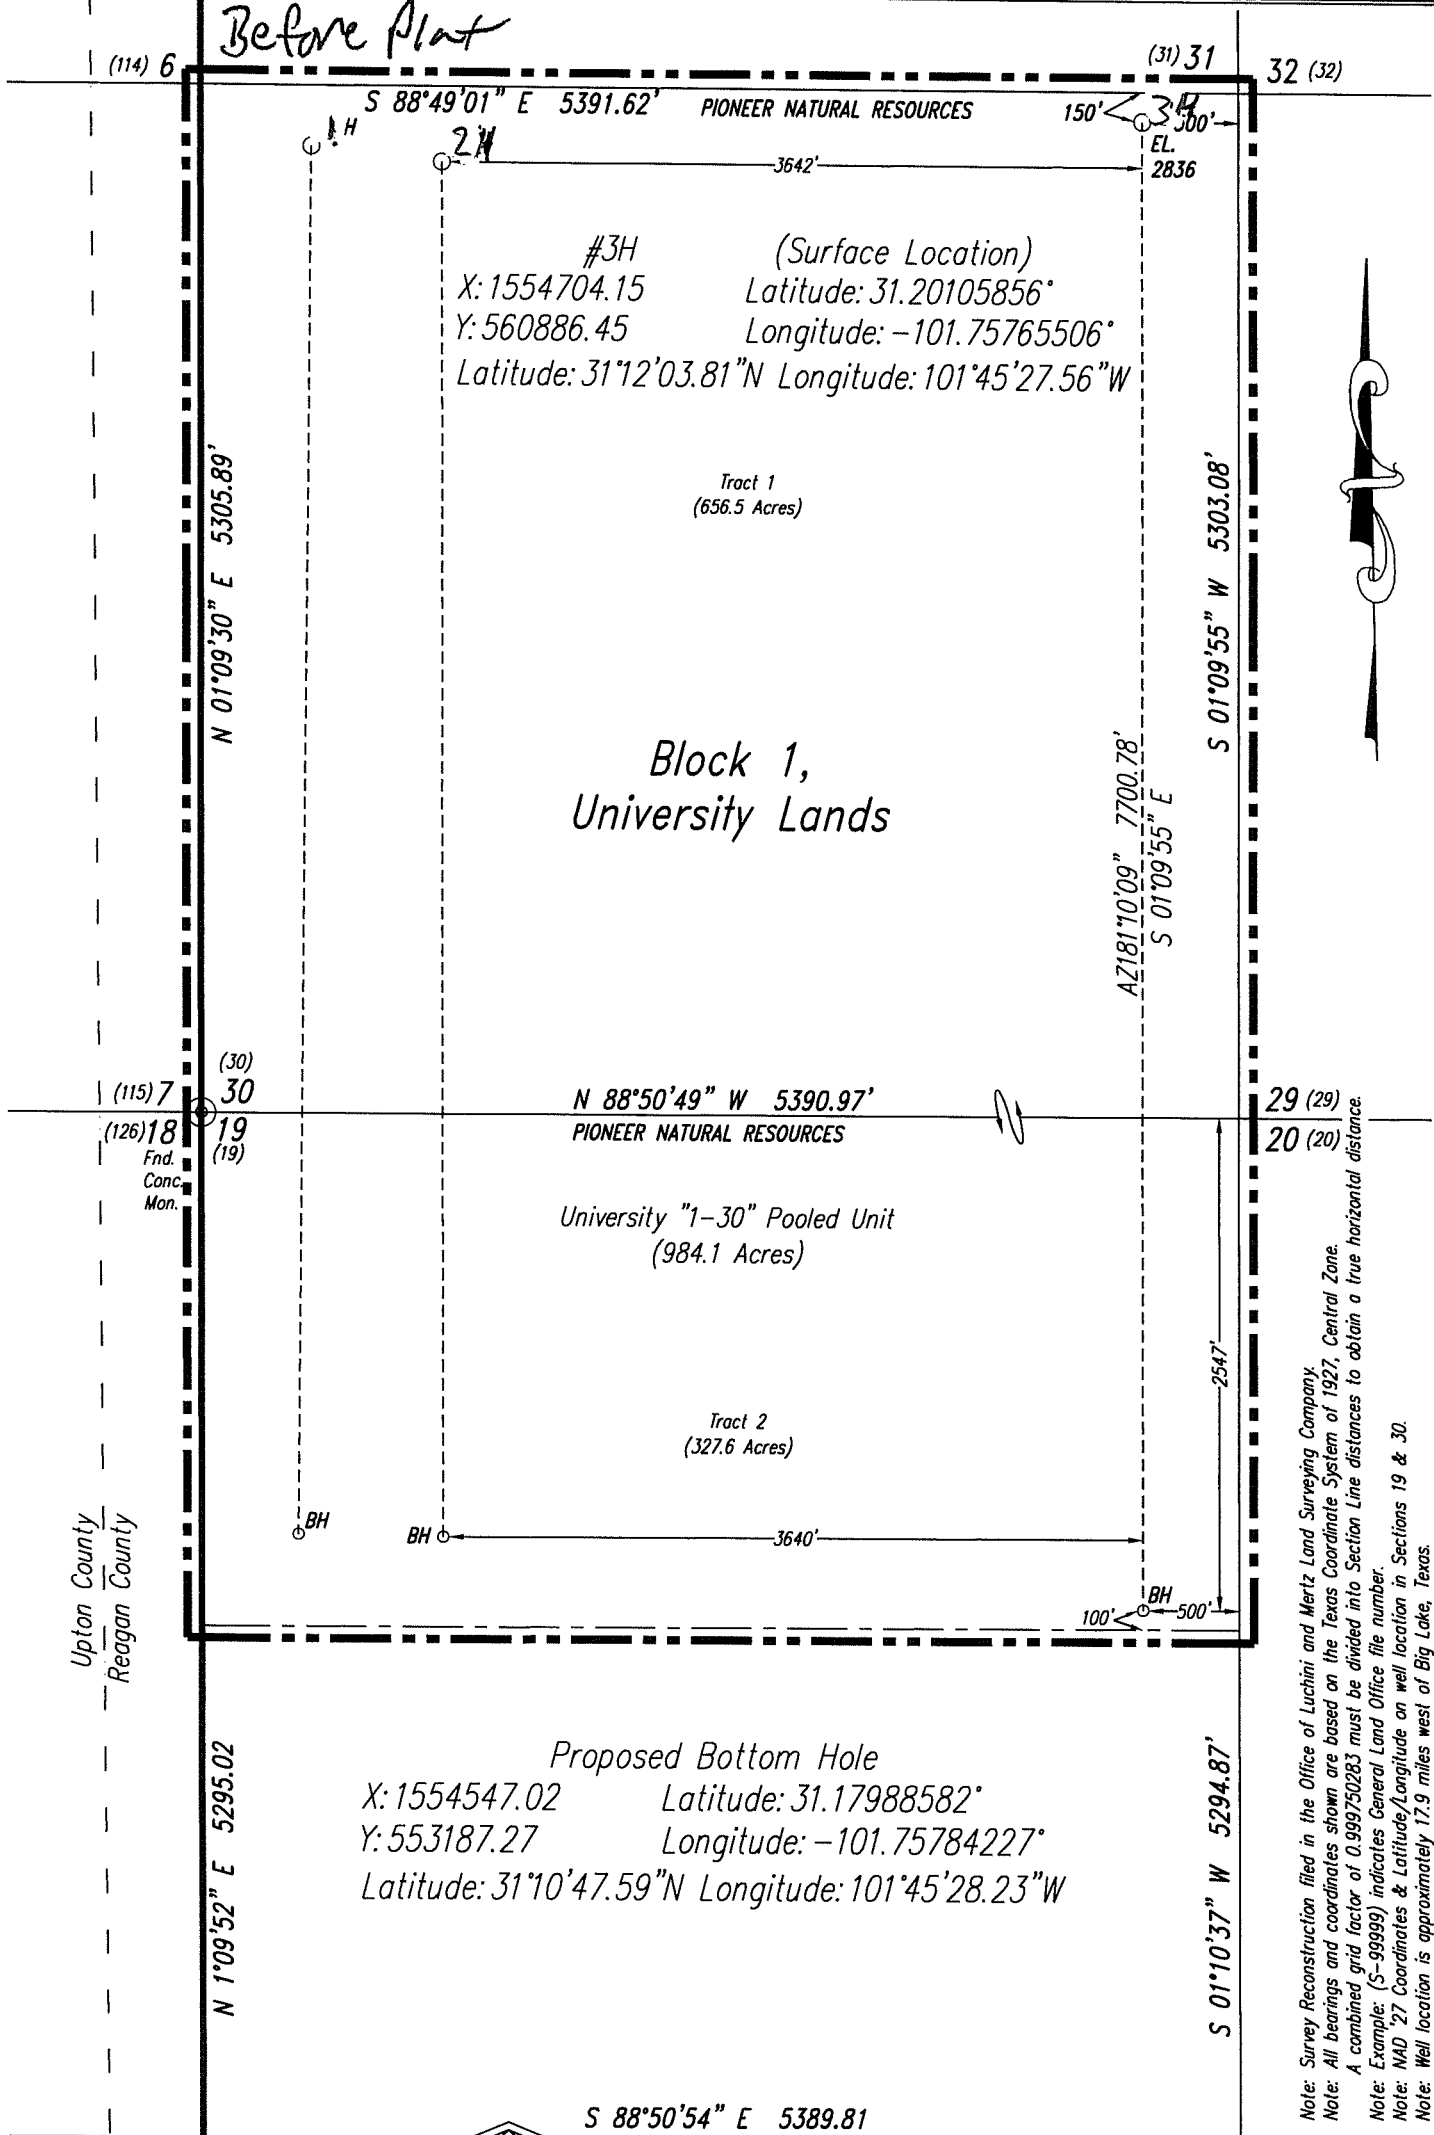 Before Plat
(114) 6
(31) 31
32 (32)
S 88°49'01" E 5391.62' PIONEER NATURAL RESOURCES
150'
3H
500'
EL.
2836
1H
2H
3642'
#3H (Surface Location)
X: 1554704.15 Latitude: 31.20105856°
Y: 560886.45 Longitude: -101.75765506°
Latitude: 31°12'03.81"N Longitude: 101°45'27.56"W
Tract 1
(656.5 Acres)
N 01°09'30" E 5305.89'
S 01°09'55" W 5303.08'
Block 1,
University Lands
AZ181°10'09" 7700.78'
S 01°09'55" E
(30)
(115) 7 30
(126) 18 19
(19)
Fnd.
Conc.
Mon.
N 88°50'49" W 5390.97'
PIONEER NATURAL RESOURCES
29 (29)
20 (20)
University "1-30" Pooled Unit
(984.1 Acres)
2547'
Tract 2
(327.6 Acres)
BH
BH
3640'
BH
100'
500'
Upton County
Reagan County
N 1°09'52" E 5295.02
S 01°10'37" W 5294.87'
Proposed Bottom Hole
X: 1554547.02 Latitude: 31.17988582°
Y: 553187.27 Longitude: -101.75784227°
Latitude: 31°10'47.59"N Longitude: 101°45'28.23"W
S 88°50'54" E 5389.81
Note: Survey Reconstruction filed in the Office of Luchini and Mertz Land Surveying Company.
Note: All bearings and coordinates shown are based on the Texas Coordinate System of 1927, Central Zone.
A combined grid factor of 0.999750283 must be divided into Section Line distances to obtain a true horizontal distance.
Note: Example: (S-99999) indicates General Land Office file number.
Note: NAD '27 Coordinates & Latitude/Longitude on well location in Sections 19 & 30.
Note: Well location is approximately 17.9 miles west of Big Lake, Texas.